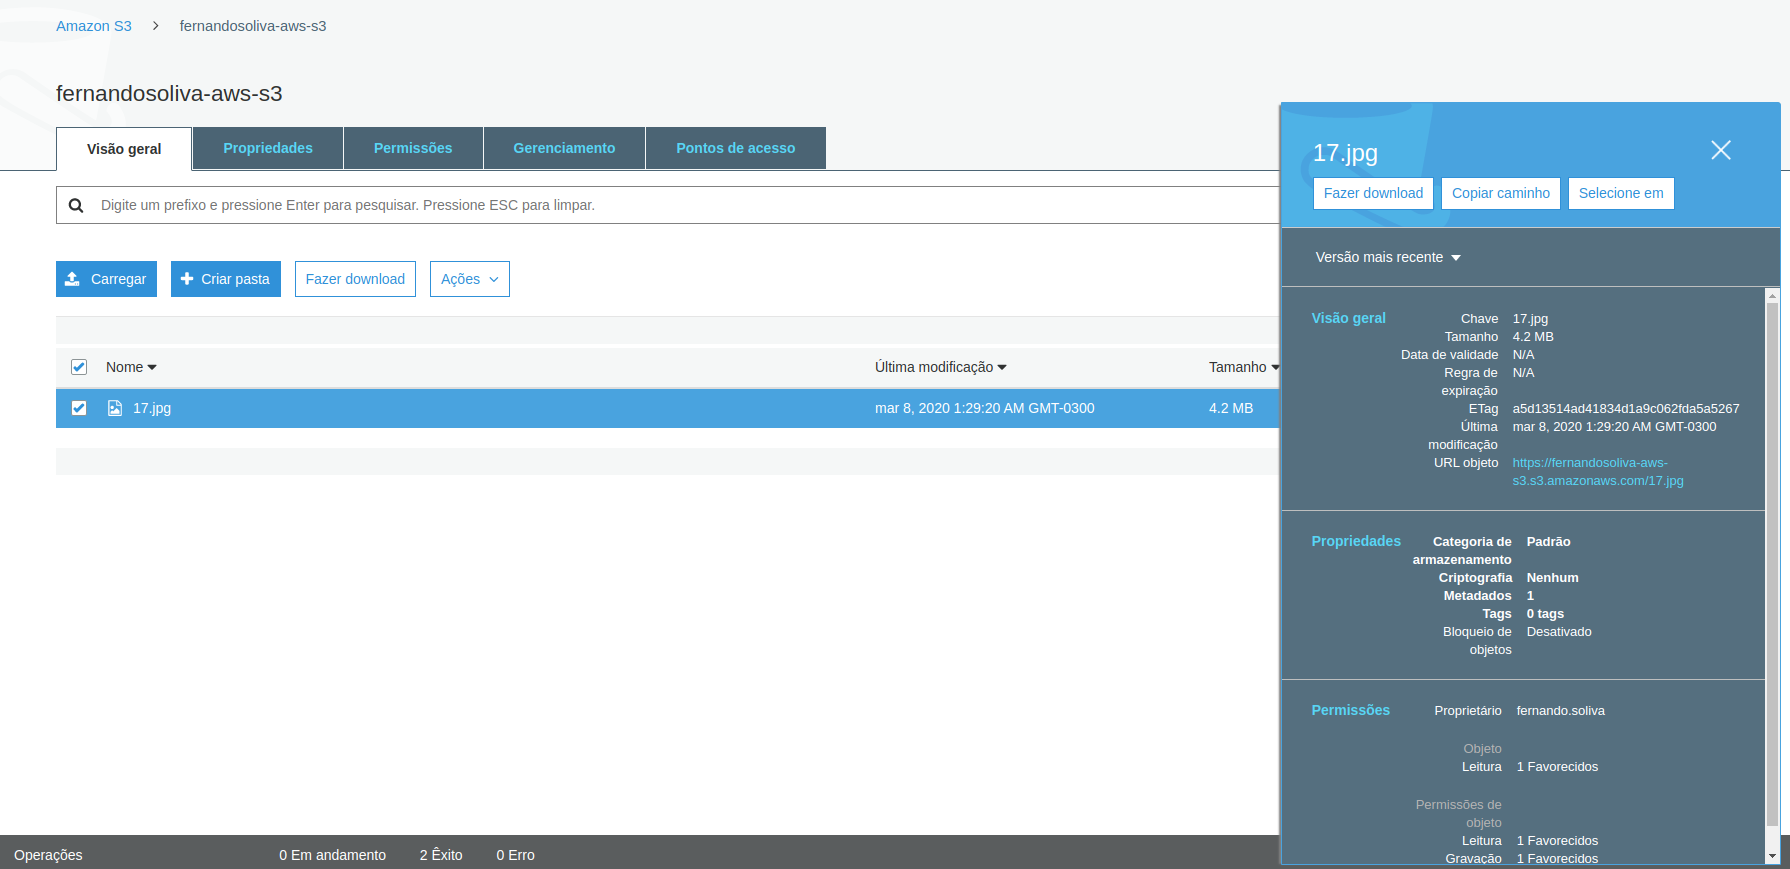 Amazon S3 > fernandosoliva-aws-s3
fernandosoliva-aws-s3
Visão geral Propriedades Permissões Gerenciamento Pontos de acesso
Digite um prefixo e pressione Enter para pesquisar. Pressione ESC para limpar.
Carregar Criar pasta Fazer download Ações
Nome Última modificação Tamanho
17.jpg mar 8, 2020 1:29:20 AM GMT-0300 4.2 MB
Operações 0 Em andamento 2 Êxito 0 Erro
17.jpg
Fazer download Copiar caminho Selecione em
Versão mais recente
Visão geral Chave 17.jpg
Tamanho 4.2 MB
Data de validade N/A
Regra de N/A
expiração
ETag a5d13514ad41834d1a9c062fda5a5267
Última mar 8, 2020 1:29:20 AM GMT-0300
modificação
URL objeto https://fernandosoliva-aws-
s3.s3.amazonaws.com/17.jpg
Propriedades Categoria de Padrão
armazenamento
Criptografia Nenhum
Metadados 1
Tags 0 tags
Bloqueio de Desativado
objetos
Permissões Proprietário fernando.soliva
Objeto
Leitura 1 Favorecidos
Permissões de
objeto
Leitura 1 Favorecidos
Gravação 1 Favorecidos